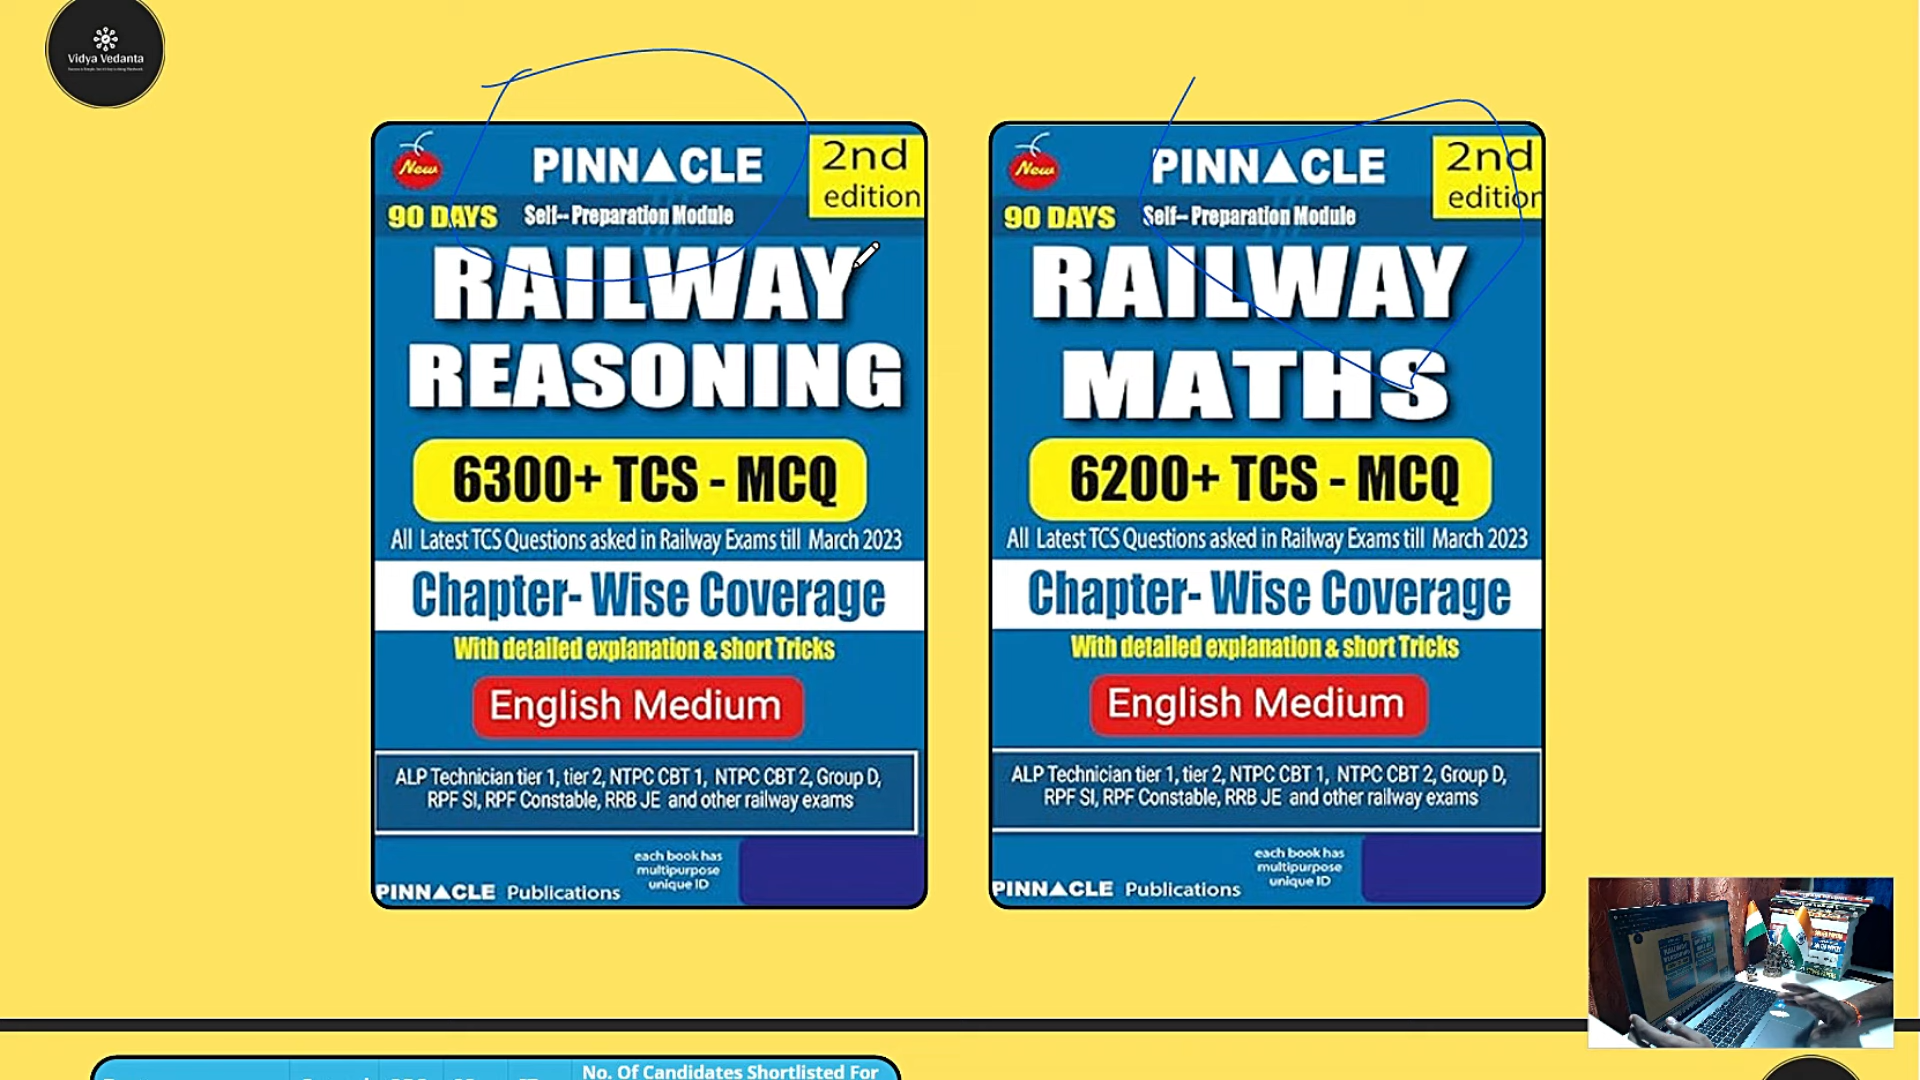 Vidya Vedanta
New
PINNACLE
2nd
edition
90 DAYS
Self-- Preparation Module
RAILWAY
REASONING
6300+ TCS - MCQ
All Latest TCS Questions asked in Railway Exams till March 2023
Chapter- Wise Coverage
With detailed explanation & short Tricks
English Medium
ALP Technician tier 1, tier 2, NTPC CBT 1, NTPC CBT 2, Group D,
RPF SI, RPF Constable, RRB JE and other railway exams
each book has
multipurpose
unique ID
PINNACLE Publications
New
PINNACLE
2nd
edition
90 DAYS
Self-- Preparation Module
RAILWAY
MATHS
6200+ TCS - MCQ
All Latest TCS Questions asked in Railway Exams till March 2023
Chapter- Wise Coverage
With detailed explanation & short Tricks
English Medium
ALP Technician tier 1, tier 2, NTPC CBT 1, NTPC CBT 2, Group D,
RPF SI, RPF Constable, RRB JE and other railway exams
each book has
multipurpose
unique ID
PINNACLE Publications
No. Of Candidates Shortlisted For